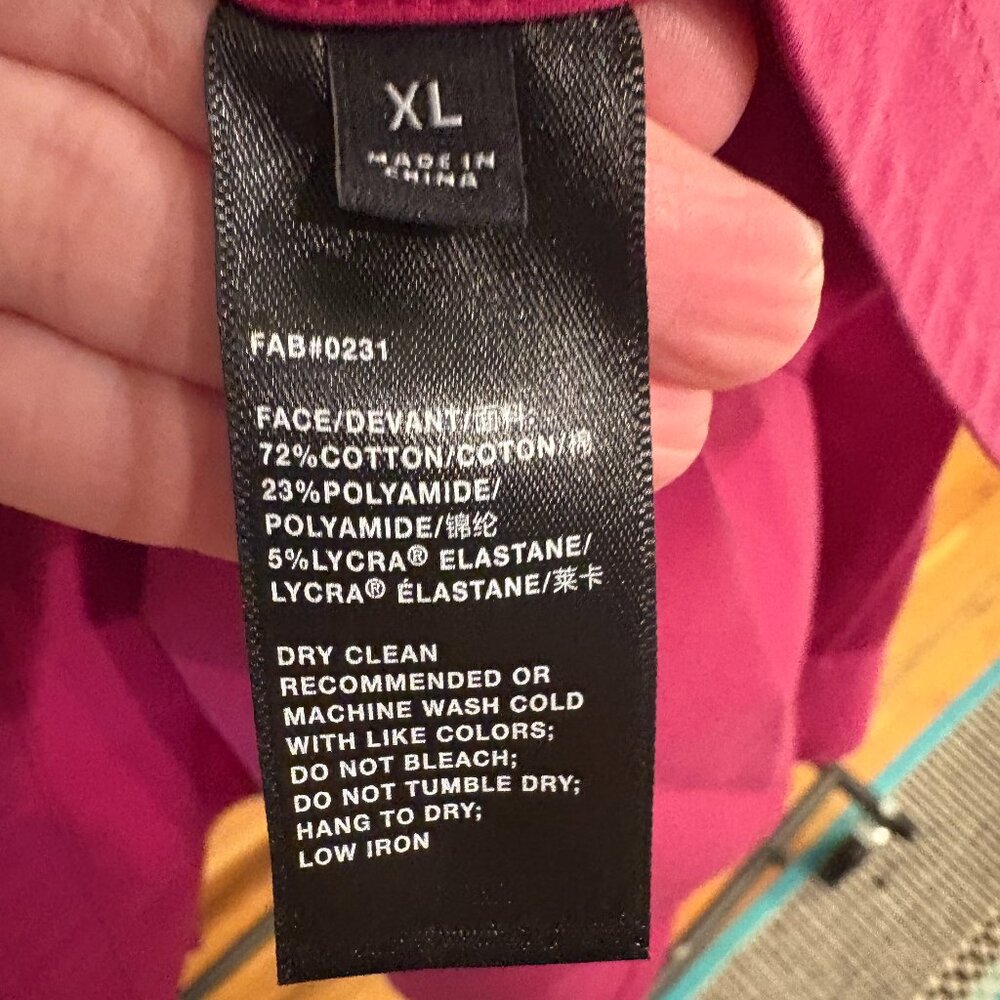 XL
MADE IN
CHINA
FAB#0231
FACE/DEVANT/面料:
72%COTTON/COTON/棉
23%POLYAMIDE/
POLYAMIDE/锦纶
5%LYCRA® ELASTANE/
LYCRA® ÉLASTANE/莱卡
DRY CLEAN
RECOMMENDED OR
MACHINE WASH COLD
WITH LIKE COLORS;
DO NOT BLEACH;
DO NOT TUMBLE DRY;
HANG TO DRY;
LOW IRON